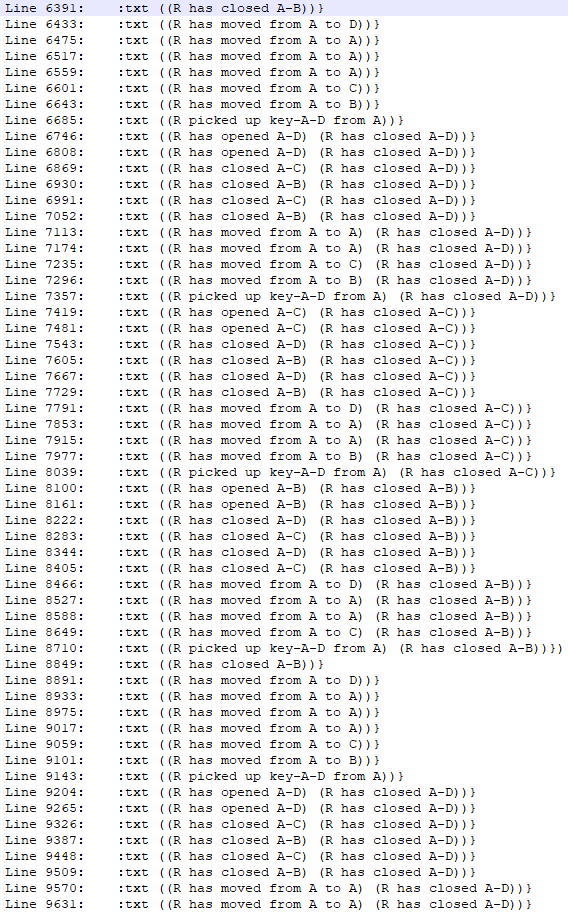 Line 6391: :txt ((R has closed A-B))}
Line 6433: :txt ((R has moved from A to D))}
Line 6475: :txt ((R has moved from A to A))}
Line 6517: :txt ((R has moved from A to A))}
Line 6559: :txt ((R has moved from A to A))}
Line 6601: :txt ((R has moved from A to C))}
Line 6643: :txt ((R has moved from A to B))}
Line 6685: :txt ((R picked up key-A-D from A))}
Line 6746: :txt ((R has opened A-D) (R has closed A-D))}
Line 6808: :txt ((R has opened A-D) (R has closed A-D))}
Line 6869: :txt ((R has closed A-C) (R has closed A-D))}
Line 6930: :txt ((R has closed A-B) (R has closed A-D))}
Line 6991: :txt ((R has closed A-C) (R has closed A-D))}
Line 7052: :txt ((R has closed A-B) (R has closed A-D))}
Line 7113: :txt ((R has moved from A to A) (R has closed A-D))}
Line 7174: :txt ((R has moved from A to A) (R has closed A-D))}
Line 7235: :txt ((R has moved from A to C) (R has closed A-D))}
Line 7296: :txt ((R has moved from A to B) (R has closed A-D))}
Line 7357: :txt ((R picked up key-A-D from A) (R has closed A-D))}
Line 7419: :txt ((R has opened A-C) (R has closed A-C))}
Line 7481: :txt ((R has opened A-C) (R has closed A-C))}
Line 7543: :txt ((R has closed A-D) (R has closed A-C))}
Line 7605: :txt ((R has closed A-B) (R has closed A-C))}
Line 7667: :txt ((R has closed A-D) (R has closed A-C))}
Line 7729: :txt ((R has closed A-B) (R has closed A-C))}
Line 7791: :txt ((R has moved from A to D) (R has closed A-C))}
Line 7853: :txt ((R has moved from A to A) (R has closed A-C))}
Line 7915: :txt ((R has moved from A to A) (R has closed A-C))}
Line 7977: :txt ((R has moved from A to B) (R has closed A-C))}
Line 8039: :txt ((R picked up key-A-D from A) (R has closed A-C))}
Line 8100: :txt ((R has opened A-B) (R has closed A-B))}
Line 8161: :txt ((R has opened A-B) (R has closed A-B))}
Line 8222: :txt ((R has closed A-D) (R has closed A-B))}
Line 8283: :txt ((R has closed A-C) (R has closed A-B))}
Line 8344: :txt ((R has closed A-D) (R has closed A-B))}
Line 8405: :txt ((R has closed A-C) (R has closed A-B))}
Line 8466: :txt ((R has moved from A to D) (R has closed A-B))}
Line 8527: :txt ((R has moved from A to A) (R has closed A-B))}
Line 8588: :txt ((R has moved from A to A) (R has closed A-B))}
Line 8649: :txt ((R has moved from A to C) (R has closed A-B))}
Line 8710: :txt ((R picked up key-A-D from A) (R has closed A-B))})
Line 8849: :txt ((R has closed A-B))}
Line 8891: :txt ((R has moved from A to D))}
Line 8933: :txt ((R has moved from A to A))}
Line 8975: :txt ((R has moved from A to A))}
Line 9017: :txt ((R has moved from A to A))}
Line 9059: :txt ((R has moved from A to C))}
Line 9101: :txt ((R has moved from A to B))}
Line 9143: :txt ((R picked up key-A-D from A))}
Line 9204: :txt ((R has opened A-D) (R has closed A-D))}
Line 9265: :txt ((R has opened A-D) (R has closed A-D))}
Line 9326: :txt ((R has closed A-C) (R has closed A-D))}
Line 9387: :txt ((R has closed A-B) (R has closed A-D))}
Line 9448: :txt ((R has closed A-C) (R has closed A-D))}
Line 9509: :txt ((R has closed A-B) (R has closed A-D))}
Line 9570: :txt ((R has moved from A to A) (R has closed A-D))}
Line 9631: :txt ((R has moved from A to A) (R has closed A-D))}